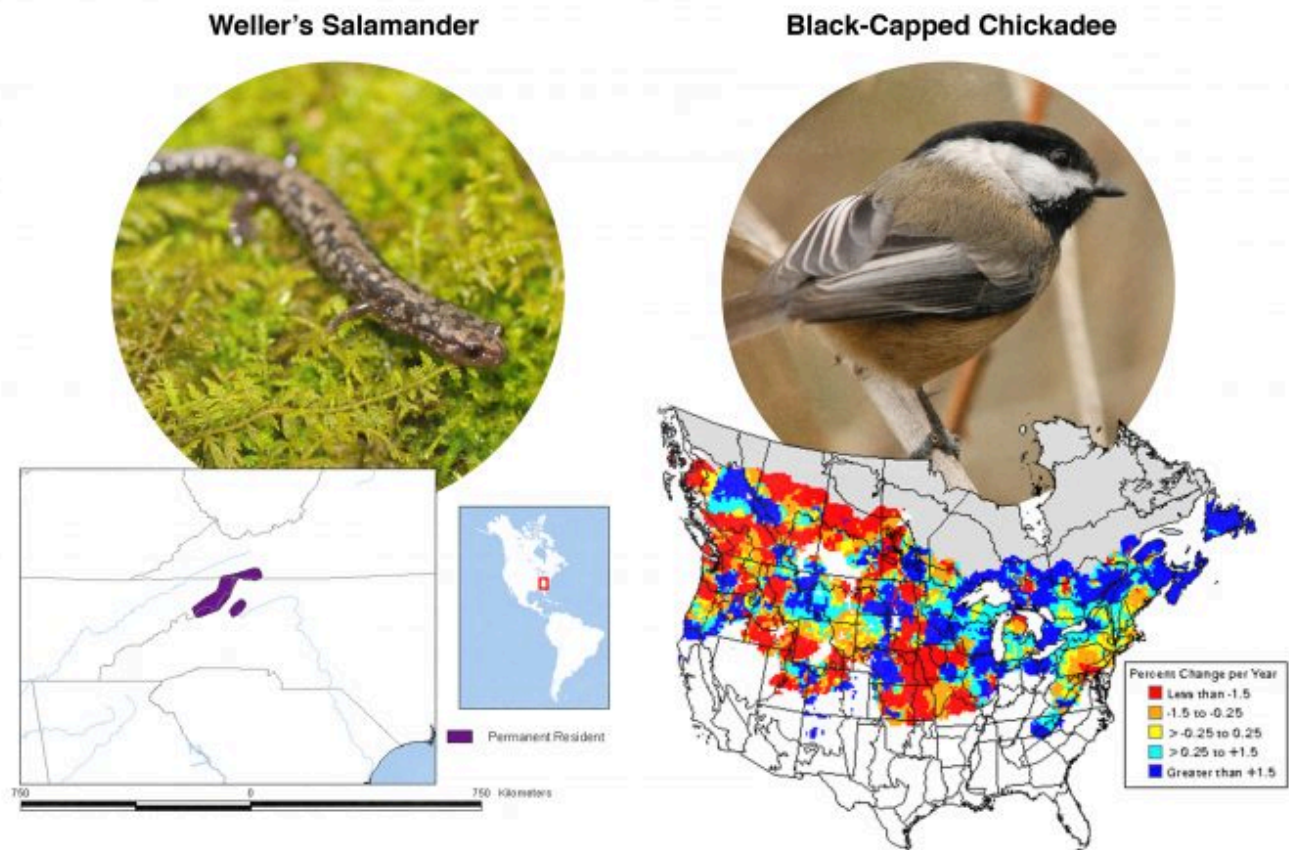 Weller's Salamander
Black-Capped Chickadee
Permanent Resident
750 0 750 Kilometers
Percent Change per Year
Less than -1.5
-1.5 to -0.25
>-0.25 to 0.25
>0.25 to +1.5
Greater than +1.5